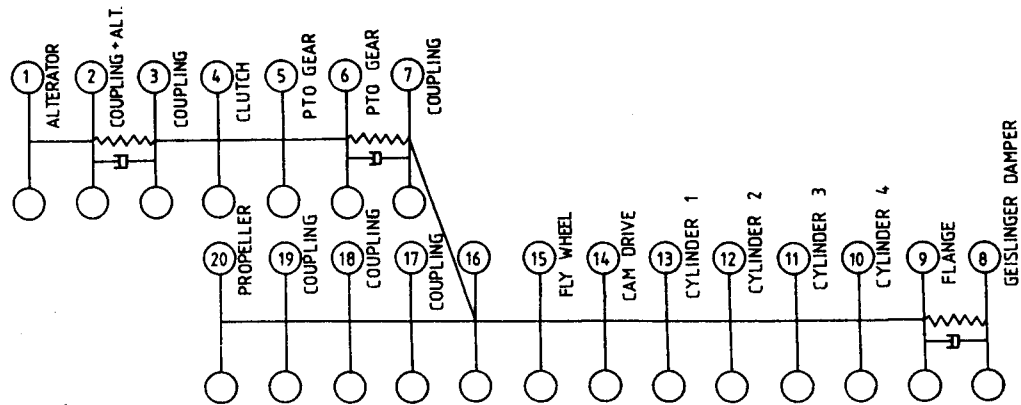 1 ALTERATOR
2 COUPLING+ALT.
3 COUPLING
4 CLUTCH
5 PTO GEAR
6 PTO GEAR
7 COUPLING
20 PROPELLER
19 COUPLING
18 COUPLING
17 COUPLING
16
15 FLY WHEEL
14 CAM DRIVE
13 CYLINDER 1
12 CYLINDER 2
11 CYLINDER 3
10 CYLINDER 4
9 FLANGE
8 GEISLINGER DAMPER